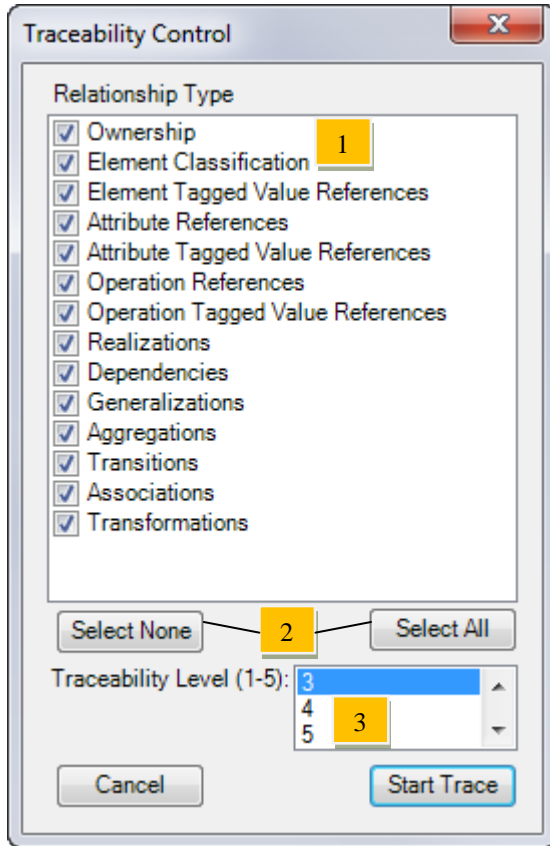 Traceability Control
X
Relationship Type
Ownership
1
Element Classification
Element Tagged Value References
Attribute References
Attribute Tagged Value References
Operation References
Operation Tagged Value References
Realizations
Dependencies
Generalizations
Aggregations
Transitions
Associations
Transformations
Select None 2 Select All
Traceability Level (1-5): 3
4
3
5
Cancel Start Trace